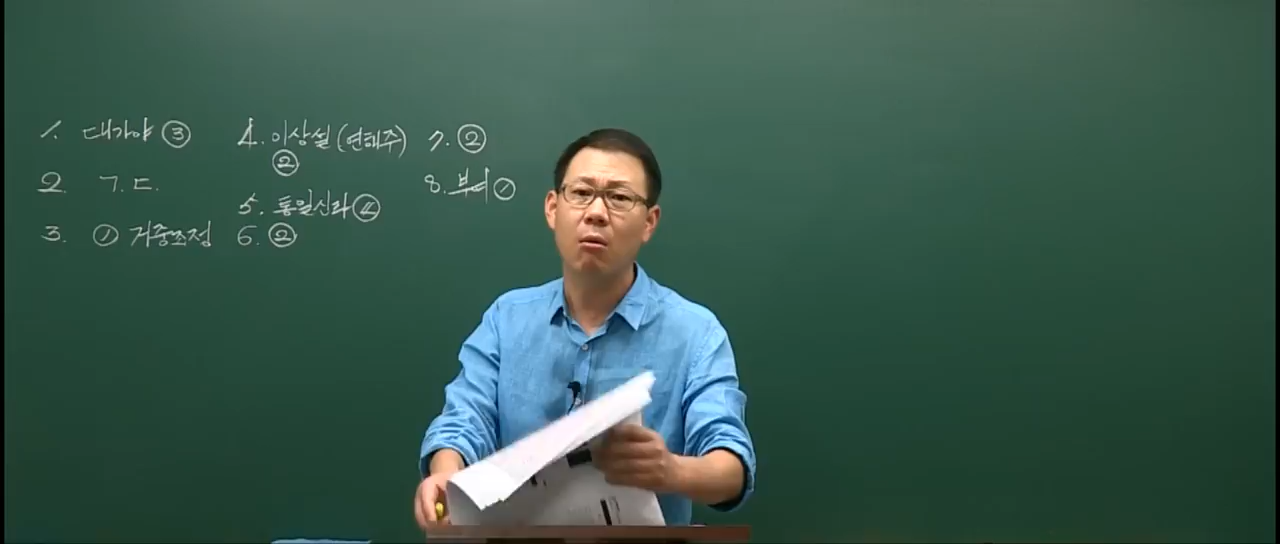 1. 대가야 ③
2. ㄱ. ㄷ.
3. ① 거중조정
4. 이상설 (연해주)
②
5. 통일신라 ④
6. ②
7. ②
8. 부여 ①